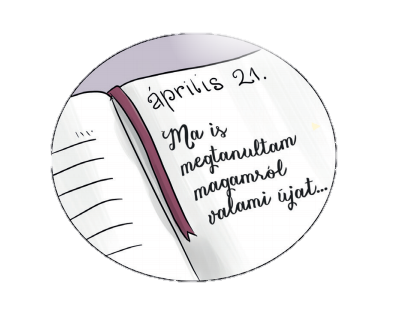 április 21.
Ma is
megtanultam
magamról
valami újat...